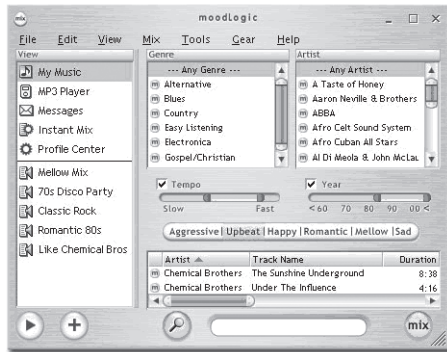 mix
moodlogic
File Edit View Mix Tools Gear Help
View
My Music
MP3 Player
Messages
Instant Mix
Profile Center
Mellow Mix
70s Disco Party
Classic Rock
Romantic 80s
Like Chemical Bros
Genre
--- Any Genre ---
m Alternative
m Blues
m Country
m Easy Listening
m Electronica
m Gospel/Christian
Artist
--- Any Artist ---
m A Taste of Honey
m Aaron Neville & Brothers
m ABBA
m Afro Celt Sound System
m Afro Cuban All Stars
m Al Di Meola & John McLau
Tempo
Slow Fast
Year
< 60 70 80 90 00 <
Aggressive | Upbeat | Happy | Romantic | Mellow | Sad
Artist Track Name Duration
m Chemical Brothers The Sunshine Underground 8:38
m Chemical Brothers Under The Influence 4:16
mix